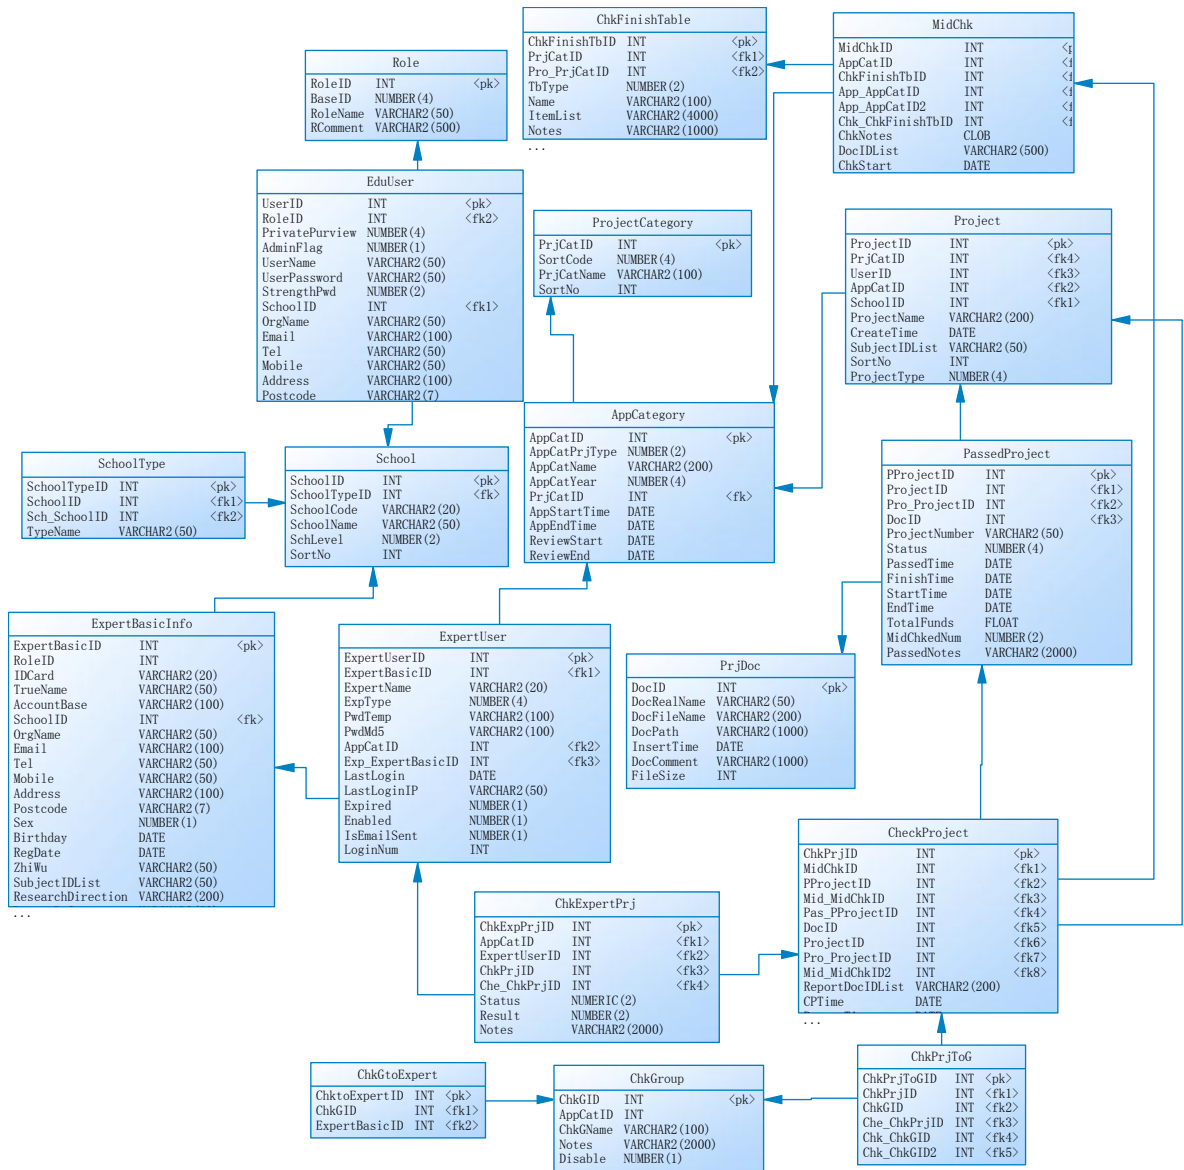 ChkFinishTable
ChkFinishTbID INT <pk>
PrjCatID INT <fk1>
Pro_PrjCatID INT <fk2>
TbType NUMBER(2)
Name VARCHAR2(100)
ItemList VARCHAR2(4000)
Notes VARCHAR2(1000)
...
MidChk
MidChkID INT
AppCatID INT
ChkFinishTbID INT
App_AppCatID INT
App_AppCatID2 INT
Chk_ChkFinishTbID INT
ChkNotes CLOB
DocIDList VARCHAR2(500)
ChkStart DATE
Role
RoleID INT <pk>
BaseID NUMBER(4)
RoleName VARCHAR2(50)
RComment VARCHAR2(500)
EduUser
UserID INT <pk>
RoleID INT <fk2>
PrivatePurview NUMBER(4)
AdminFlag NUMBER(1)
UserName VARCHAR2(50)
UserPassword VARCHAR2(50)
StrengthPwd NUMBER(2)
SchoolID INT <fk1>
OrgName VARCHAR2(50)
Email VARCHAR2(100)
Tel VARCHAR2(50)
Mobile VARCHAR2(50)
Address VARCHAR2(100)
Postcode VARCHAR2(7)
ProjectCategory
PrjCatID INT <pk>
SortCode NUMBER(4)
PrjCatName VARCHAR2(100)
SortNo INT
Project
ProjectID INT <pk>
PrjCatID INT <fk4>
UserID INT <fk3>
AppCatID INT <fk2>
SchoolID INT <fk1>
ProjectName VARCHAR2(200)
CreateTime DATE
SubjectIDList VARCHAR2(50)
SortNo INT
ProjectType NUMBER(4)
AppCategory
AppCatID INT <pk>
AppCatPrjType NUMBER(2)
AppCatName VARCHAR2(200)
AppCatYear NUMBER(4)
PrjCatID INT <fk>
AppStartTime DATE
AppEndTime DATE
ReviewStart DATE
ReviewEnd DATE
SchoolType
SchoolTypeID INT <pk>
SchoolID INT <fk1>
Sch_SchoolID INT <fk2>
TypeName VARCHAR2(50)
School
SchoolID INT <pk>
SchoolTypeID INT <fk>
SchoolCode VARCHAR2(20)
SchoolName VARCHAR2(50)
SchLevel NUMBER(2)
SortNo INT
PassedProject
PProjectID INT <pk>
ProjectID INT <fk1>
Pro_ProjectID INT <fk2>
DocID INT <fk3>
ProjectNumber VARCHAR2(50)
Status NUMBER(4)
PassedTime DATE
FinishTime DATE
StartTime DATE
EndTime DATE
TotalFunds FLOAT
MidChkedNum NUMBER(2)
PassedNotes VARCHAR2(2000)
ExpertBasicInfo
ExpertBasicID INT <pk>
RoleID INT
IDCard VARCHAR2(20)
TrueName VARCHAR2(50)
AccountBase VARCHAR2(100)
SchoolID INT <fk>
OrgName VARCHAR2(50)
Email VARCHAR2(100)
Tel VARCHAR2(50)
Mobile VARCHAR2(50)
Address VARCHAR2(100)
Postcode VARCHAR2(7)
Sex NUMBER(1)
Birthday DATE
RegDate DATE
ZhiWu VARCHAR2(50)
SubjectIDList VARCHAR2(50)
ResearchDirection VARCHAR2(200)
...
ExpertUser
ExpertUserID INT <pk>
ExpertBasicID INT <fk1>
ExpertName VARCHAR2(20)
ExpType NUMBER(4)
PwdTemp VARCHAR2(100)
PwdMd5 VARCHAR2(100)
AppCatID INT <fk2>
Exp_ExpertBasicID INT <fk3>
LastLogin DATE
LastLoginIP VARCHAR2(50)
Expired NUMBER(1)
Enabled NUMBER(1)
IsEmailSent NUMBER(1)
LoginNum INT
PrjDoc
DocID INT <pk>
DocRealName VARCHAR2(50)
DocFileName VARCHAR2(200)
DocPath VARCHAR2(1000)
InsertTime DATE
DocComment VARCHAR2(1000)
FileSize INT
CheckProject
ChkPrjID INT <pk>
MidChkID INT <fk1>
PProjectID INT <fk2>
Mid_MidChkID INT <fk3>
Pas_PProjectID INT <fk4>
DocID INT <fk5>
ProjectID INT <fk6>
Pro_ProjectID INT <fk7>
Mid_MidChkID2 INT <fk8>
ReportDocIDList VARCHAR2(200)
CPTime DATE
...
ChkExpertPrj
ChkExpPrjID INT <pk>
AppCatID INT <fk1>
ExpertUserID INT <fk2>
ChkPrjID INT <fk3>
Che_ChkPrjID INT <fk4>
Status NUMERIC(2)
Result NUMBER(2)
Notes VARCHAR2(2000)
ChkGtoExpert
ChktoExpertID INT <pk>
ChkGID INT <fk1>
ExpertBasicID INT <fk2>
ChkGroup
ChkGID INT <pk>
AppCatID INT
ChkGName VARCHAR2(100)
Notes VARCHAR2(2000)
Disable NUMBER(1)
ChkPrjToG
ChkPrjToGID INT <pk>
ChkPrjID INT <fk1>
ChkGID INT <fk2>
Che_ChkPrjID INT <fk3>
Chk_ChkGID INT <fk4>
Chk_ChkGID2 INT <fk5>